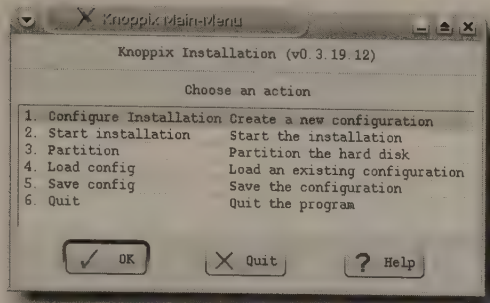 Knoppix Main-Menu
Knoppix Installation (v0.3.19.12)
Choose an action
1. Configure Installation Create a new configuration
2. Start installation Start the installation
3. Partition Partition the hard disk
4. Load config Load an existing configuration
5. Save config Save the configuration
6. Quit Quit the program
OK
Quit
? Help